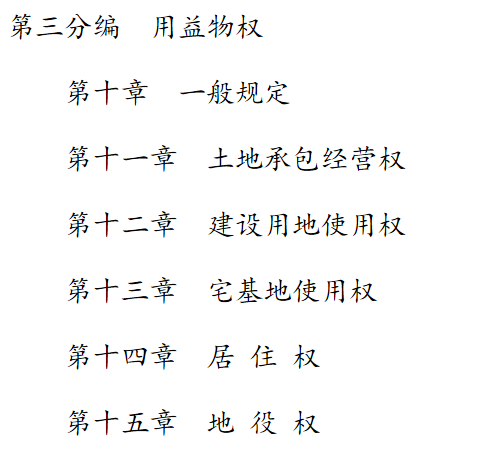 第三分编　用益物权
第十章　一般规定
第十一章　土地承包经营权
第十二章　建设用地使用权
第十三章　宅基地使用权
第十四章　居 住 权
第十五章　地 役 权